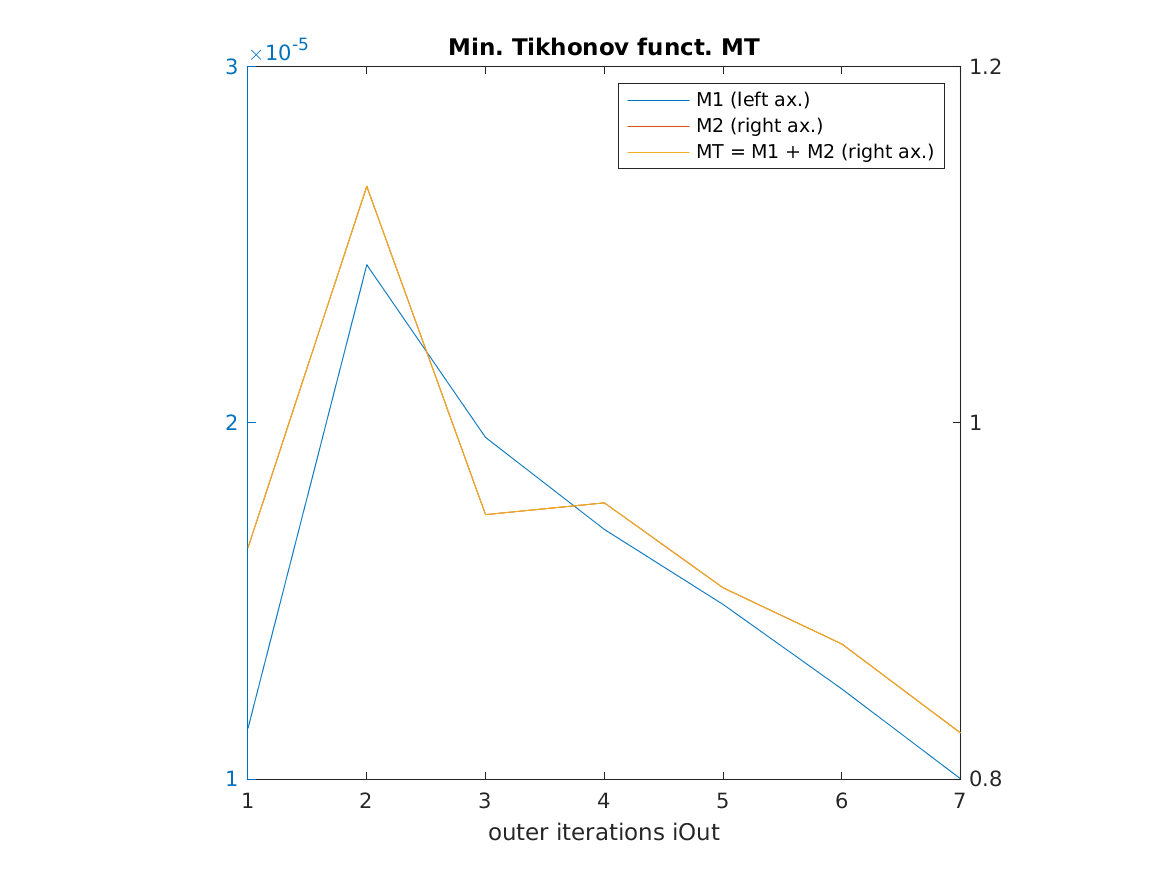 Min. Tikhonov funct. MT
×10-5
3
2
1
1.2
1
0.8
M1 (left ax.)
M2 (right ax.)
MT = M1 + M2 (right ax.)
1 2 3 4 5 6 7
outer iterations iOut